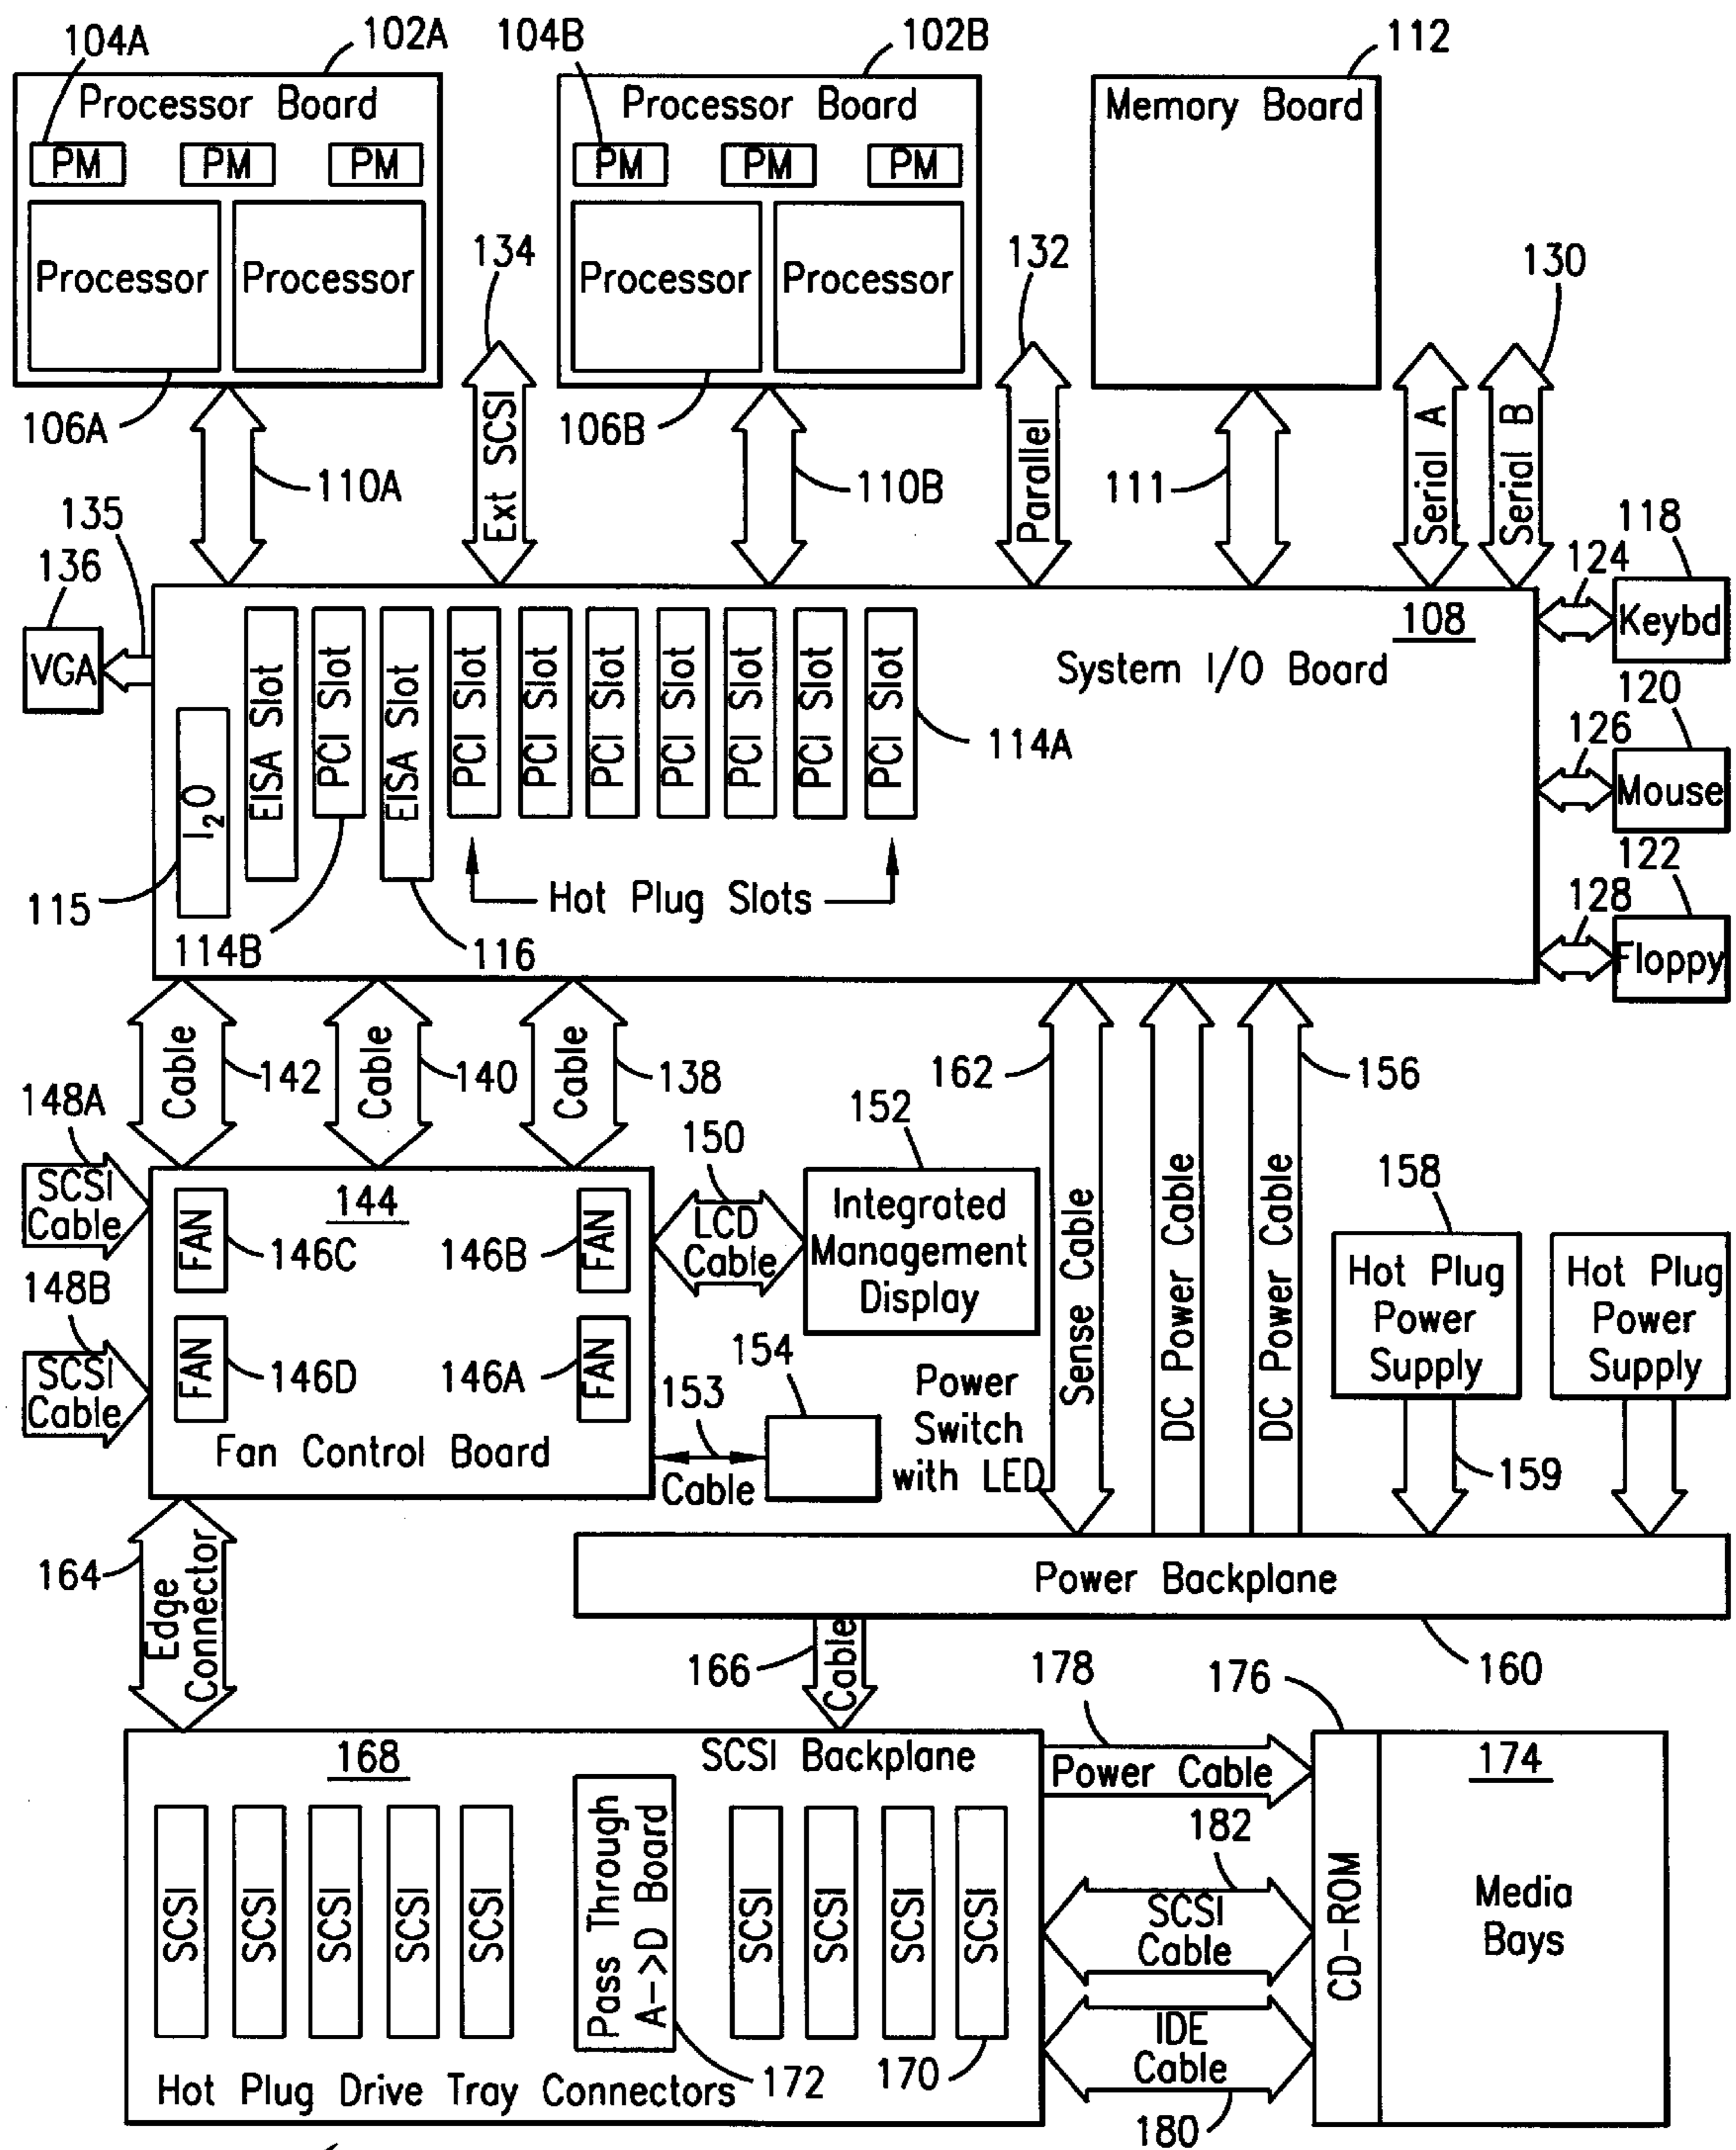 104A
102A
104B
102B
112
Processor Board
PM
PM
PM
Processor
Processor
Processor Board
PM
PM
PM
Processor
Processor
Memory Board
134
132
130
106A
110A
Ext SCSI
106B
110B
Parallel
111
Serial A
Serial B
135
136
VGA
108
System I/O Board
I2O
EISA Slot
PCI Slot
EISA Slot
PCI Slot
PCI Slot
PCI Slot
PCI Slot
PCI Slot
PCI Slot
PCI Slot
114A
115
114B
116
Hot Plug Slots
124
118
Keybd
126
120
Mouse
128
122
Floppy
Cable
142
Cable
140
Cable
138
162
156
148A
SCSI
Cable
148B
SCSI
Cable
144
FAN
146C
146B
FAN
FAN
146D
146A
FAN
Fan Control Board
150
LCD
Cable
152
Integrated
Management
Display
153
Cable
154
Power
Switch
with LED
Sense Cable
DC Power Cable
DC Power Cable
158
Hot Plug
Power
Supply
Hot Plug
Power
Supply
159
164
Edge
Connector
Power Backplane
160
166
Cable
168
SCSI Backplane
SCSI
SCSI
SCSI
SCSI
SCSI
Pass Through
A->D Board
SCSI
SCSI
SCSI
SCSI
Hot Plug Drive Tray Connectors
172
170
178
Power Cable
182
SCSI
Cable
IDE
Cable
180
176
CD-ROM
174
Media
Bays